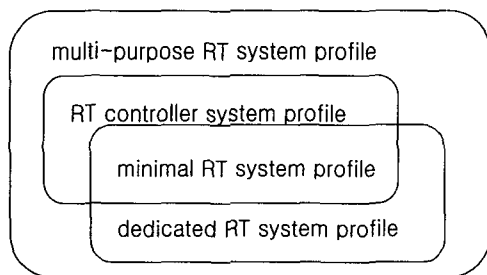 multi-purpose RT system profile
RT controller system profile
minimal RT system profile
dedicated RT system profile